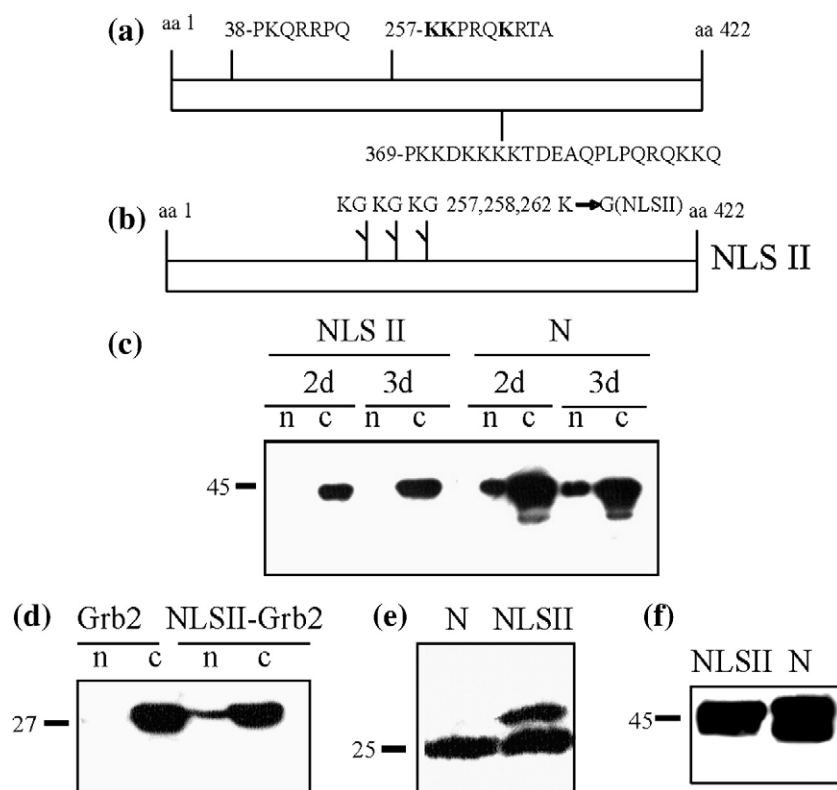 (a) aa 1 38-PKQRRPQ 257-KKPRQKRTA aa 422
369-PKKDKKKKTDEAQPLPQRQKKQ
(b) aa 1 KG KG KG 257,258,262 K G(NLSII) aa 422
NLS II
(c) NLS II N
2d 3d 2d 3d
n c n c n c n c
45
(d) Grb2 NLSII-Grb2
n c n c
27
(e) N NLSII
25
(f) NLSII N
45